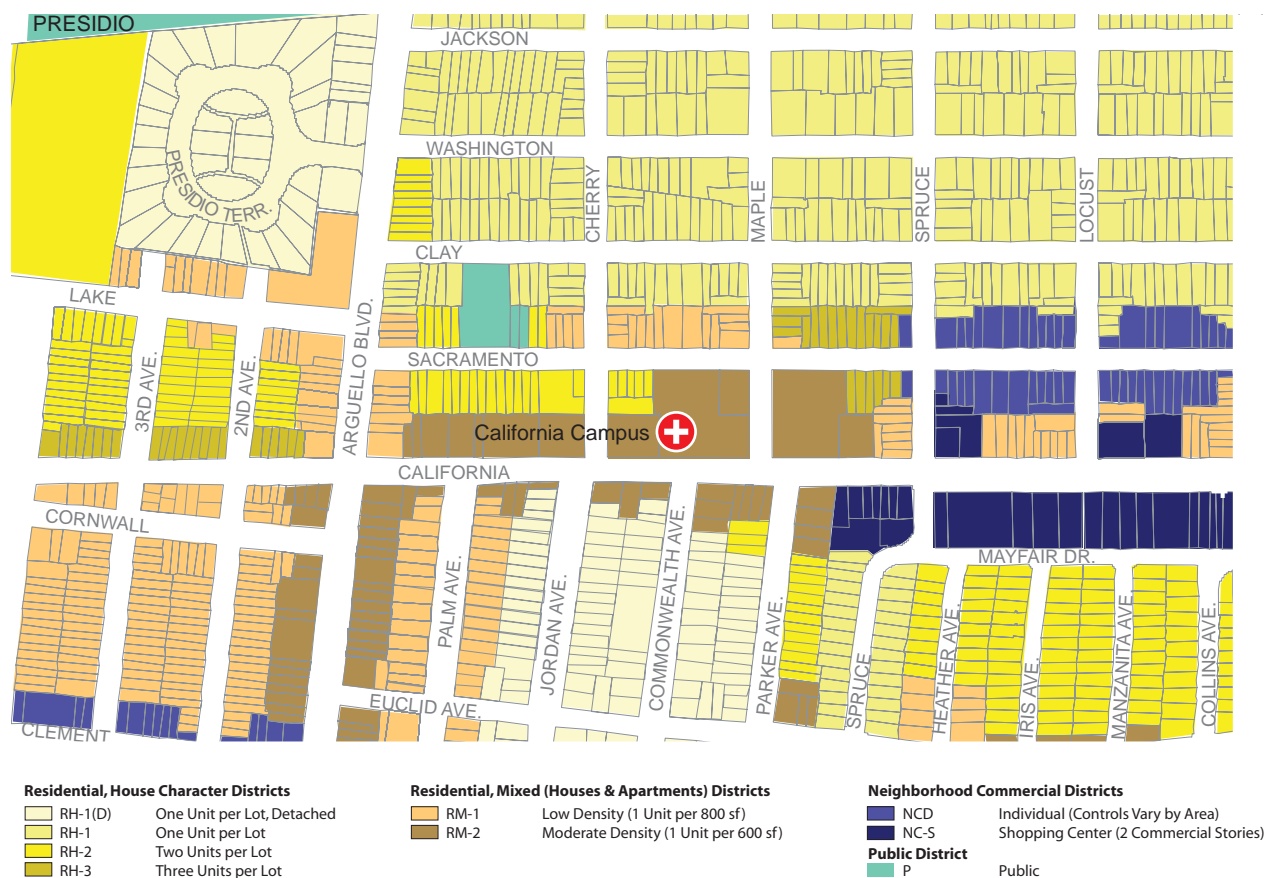 PRESIDIO
JACKSON
WASHINGTON
PRESIDIO TERR.
CHERRY
MAPLE
SPRUCE
LOCUST
CLAY
LAKE
ARGUELLO BLVD.
SACRAMENTO
3RD AVE.
2ND AVE.
California Campus
CALIFORNIA
CORNWALL
MAYFAIR DR.
PALM AVE.
JORDAN AVE.
COMMONWEALTH AVE.
PARKER AVE.
SPRUCE
HEATHER AVE.
IRIS AVE.
MANZANITA AVE.
COLLINS AVE.
EUCLID AVE.
CLEMENT
Residential, House Character Districts
RH-1(D) One Unit per Lot, Detached
RH-1 One Unit per Lot
RH-2 Two Units per Lot
RH-3 Three Units per Lot
Residential, Mixed (Houses & Apartments) Districts
RM-1 Low Density (1 Unit per 800 sf)
RM-2 Moderate Density (1 Unit per 600 sf)
Neighborhood Commercial Districts
NCD Individual (Controls Vary by Area)
NC-S Shopping Center (2 Commercial Stories)
Public District
P Public